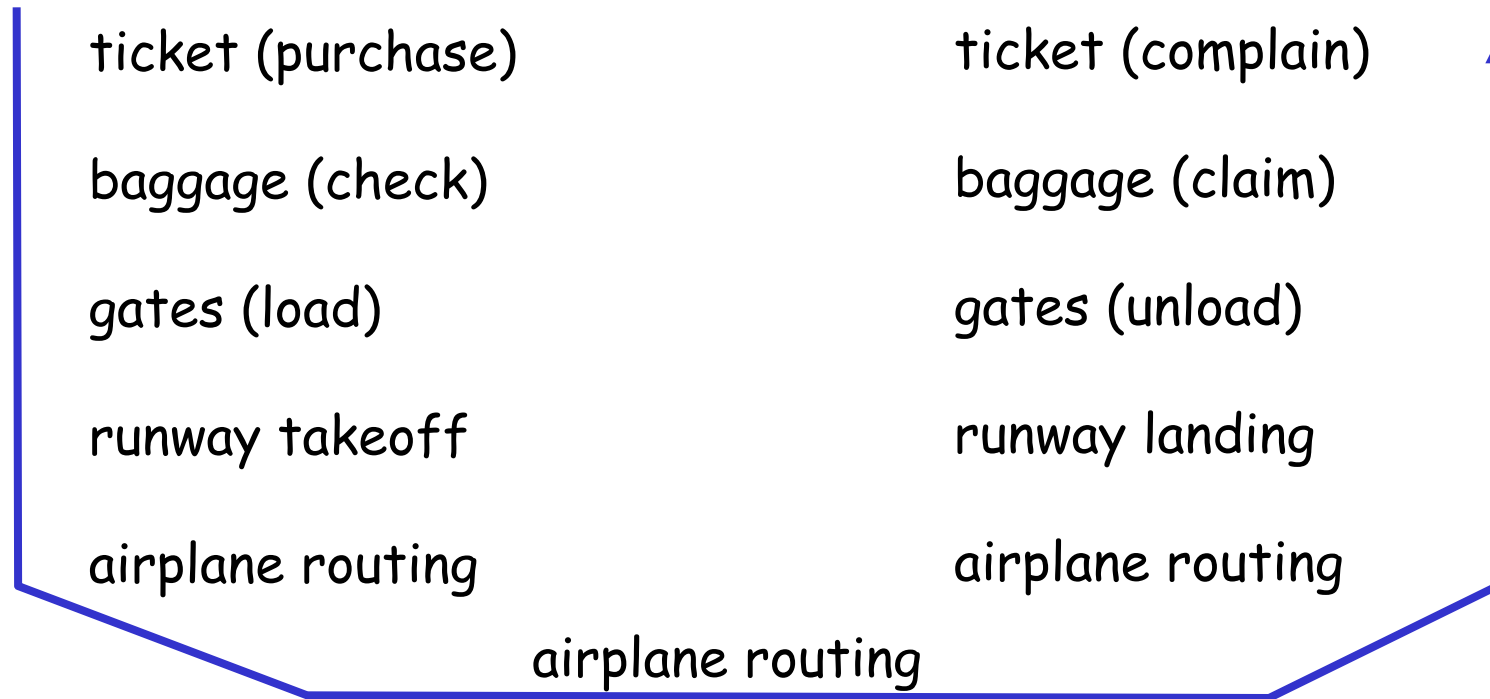 ticket (purchase)
baggage (check)
gates (load)
runway takeoff
airplane routing
ticket (complain)
baggage (claim)
gates (unload)
runway landing
airplane routing
airplane routing